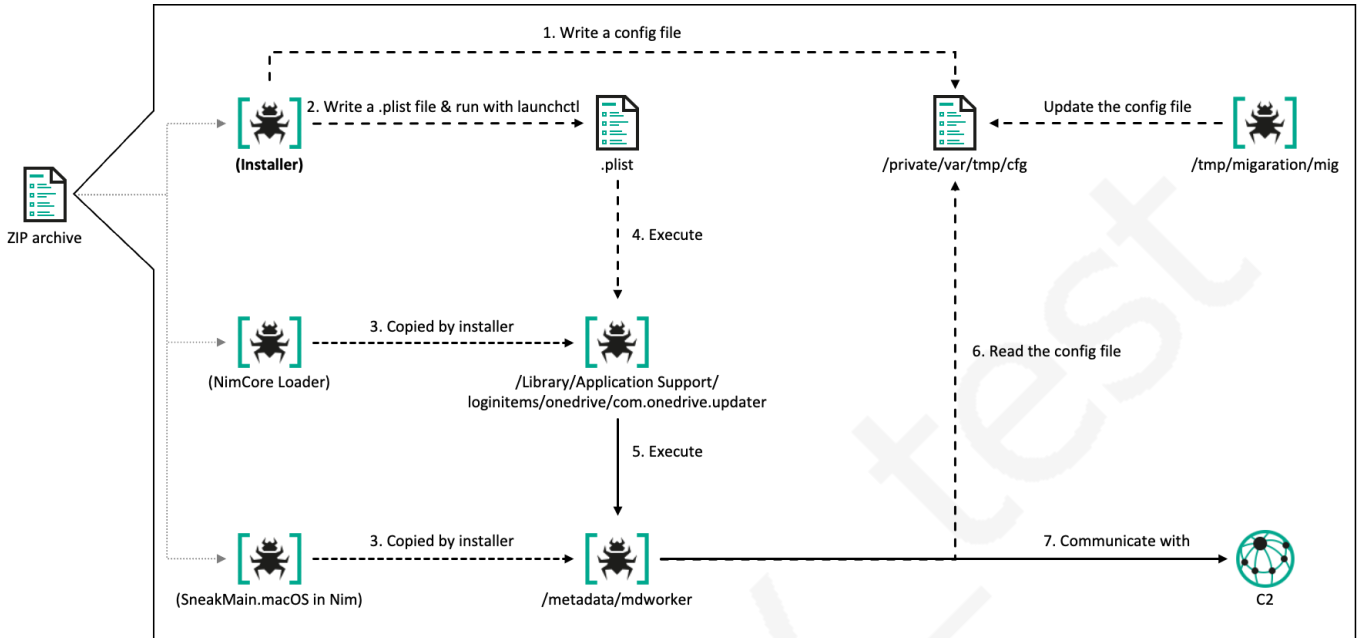 1. Write a config file
2. Write a .plist file & run with launchctl
Update the config file
(Installer)
.plist
/private/var/tmp/cfg
/tmp/migaration/mig
ZIP archive
4. Execute
3. Copied by installer
6. Read the config file
(NimCore Loader)
/Library/Application Support/
loginitems/onedrive/com.onedrive.updater
5. Execute
3. Copied by installer
7. Communicate with
(SneakMain.macOS in Nim)
/metadata/mdworker
C2
_test